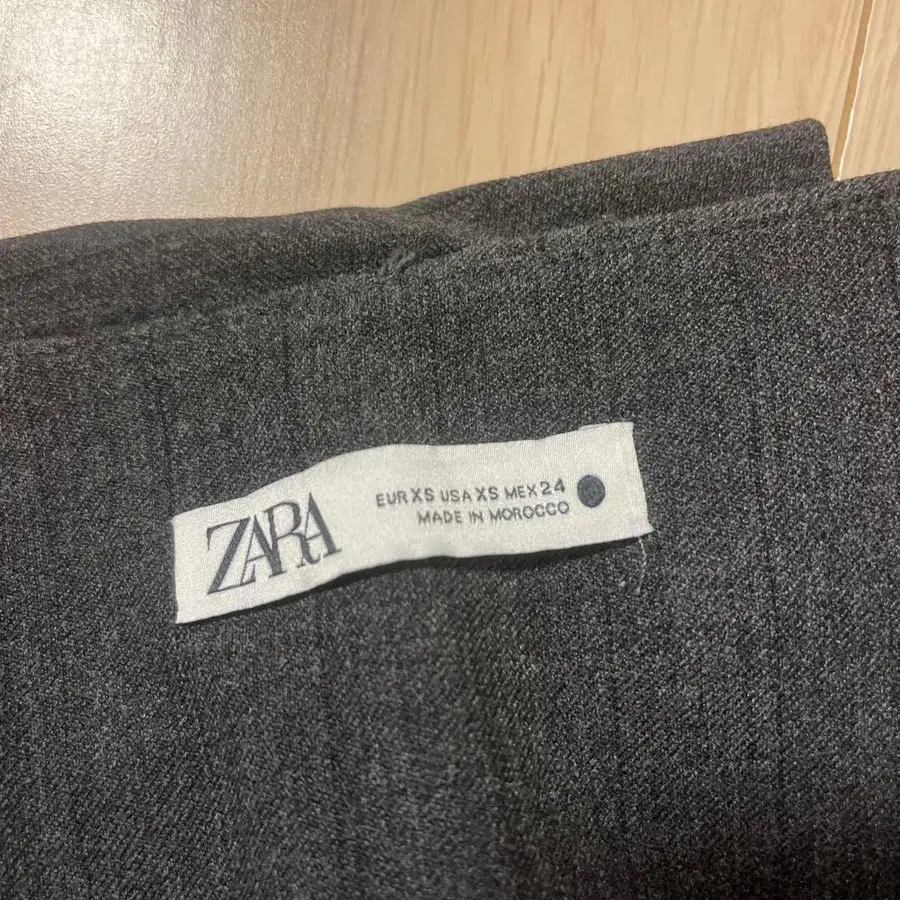 ZARA
EUR XS USA XS MEX 24
MADE IN MOROCCO